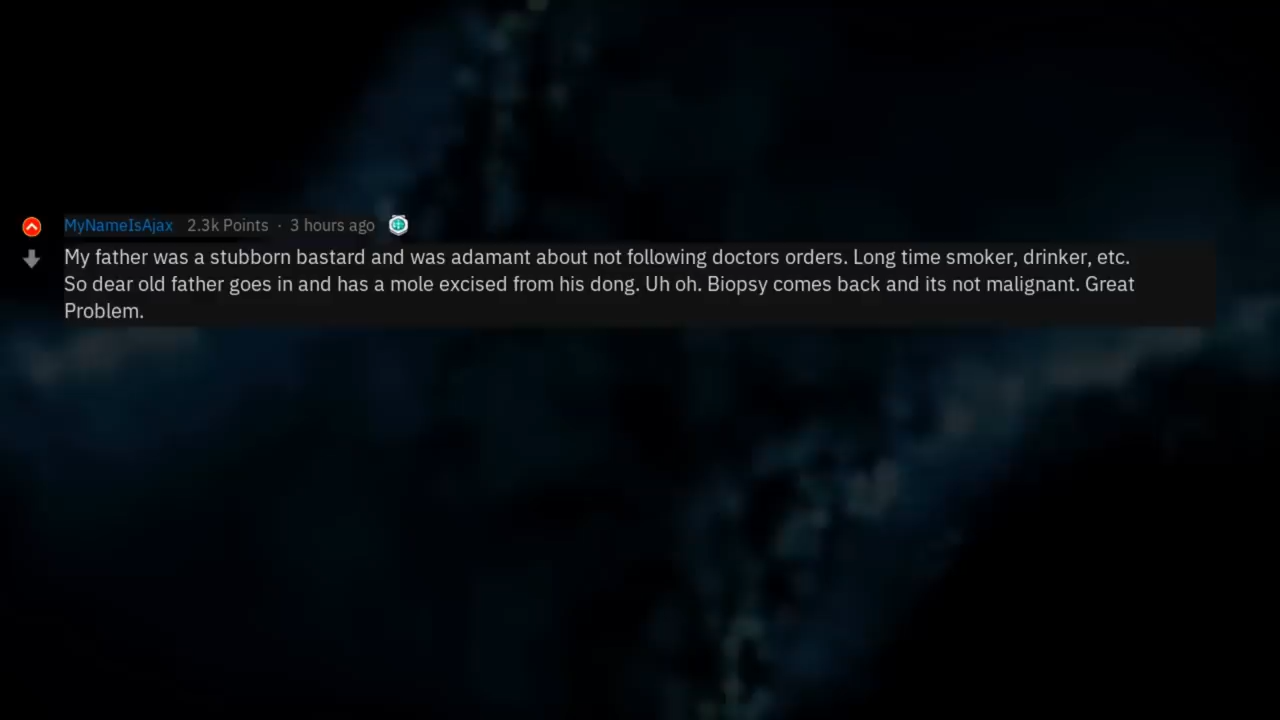 MyNameIsAjax 2.3k Points · 3 hours ago
My father was a stubborn bastard and was adamant about not following doctors orders. Long time smoker, drinker, etc.
So dear old father goes in and has a mole excised from his dong. Uh oh. Biopsy comes back and its not malignant. Great
Problem.